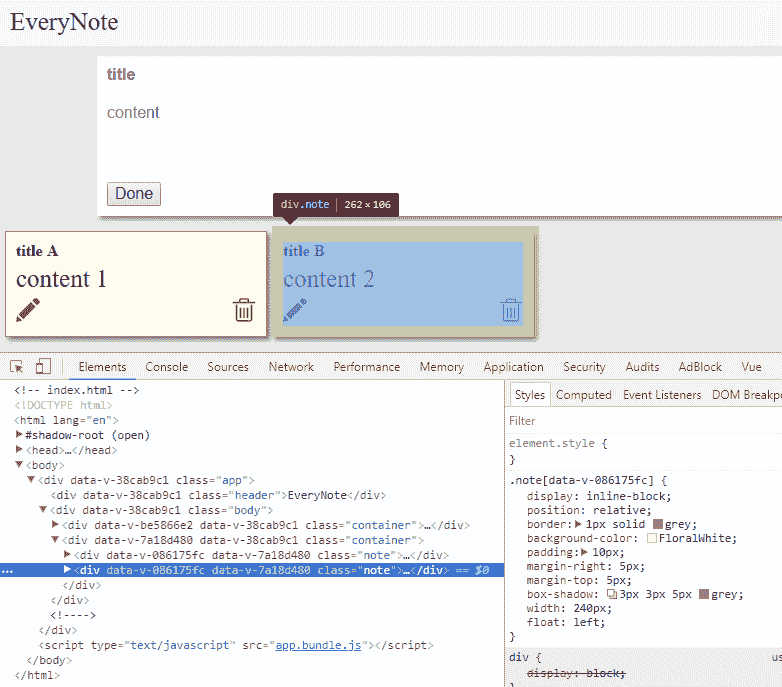 EveryNote
title
content
Done
div.note 262 × 106
title A
content 1
title B
content 2
Elements Console Sources Network Performance Memory Application Security Audits AdBlock Vue
<!-- index.html -->
<!DOCTYPE html>
<html lang="en">
▶#shadow-root (open)
▶<head>…</head>
▼<body>
▼<div data-v-38cab9c1 class="app">
<div data-v-38cab9c1 class="header">EveryNote</div>
▼<div data-v-38cab9c1 class="body">
▶<div data-v-be5866e2 data-v-38cab9c1 class="container">…</div>
▼<div data-v-7a18d480 data-v-38cab9c1 class="container">
▶<div data-v-086175fc data-v-7a18d480 class="note">…</div>
… ▶<div data-v-086175fc data-v-7a18d480 class="note">…</div> == $0
</div>
</div>
<!---->
</div>
<script type="text/javascript" src="app.bundle.js"></script>
</body>
</html>
Styles Computed Event Listeners DOM Breakp
Filter
element.style {
}
.note[data-v-086175fc] {
display: inline-block;
position: relative;
border:▶1px solid grey;
background-color: FloralWhite;
padding:▶10px;
margin-right: 5px;
margin-top: 5px;
box-shadow: 3px 3px 5px grey;
width: 240px;
float: left;
}
div { us
display: block;